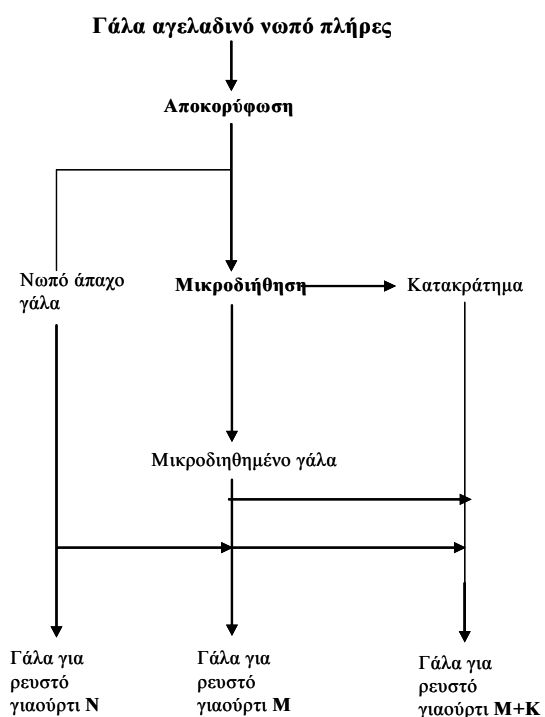 Γάλα αγελαδινό νωπό πλήρες
Αποκορύφωση
Νωπό άπαχο
γάλα
Μικροδιήθηση
Κατακράτημα
Μικροδιηθημένο γάλα
Γάλα για
ρευστό
γιαούρτι Ν
Γάλα για
ρευστό
γιαούρτι Μ
Γάλα για
ρευστό
γιαούρτι Μ+Κ